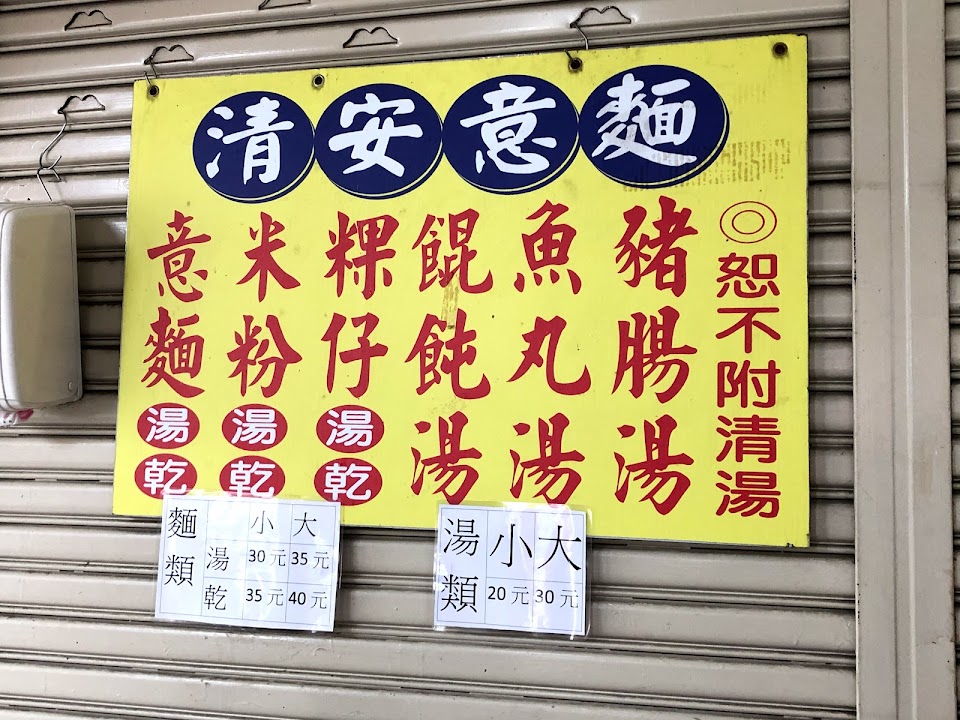 清安意麵
◎恕不附清湯
豬腸湯
魚丸湯
餛飩湯
粿仔湯乾
米粉湯乾
意麵湯乾
麵類 小 大
湯 30元 35元
乾 35元 40元
湯類 小 大
20元 30元